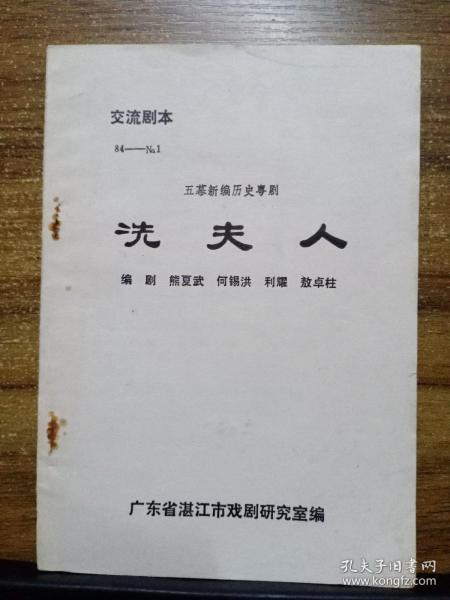 交流剧本
84——№1
五幕新编历史粤剧
冼夫人
编剧 熊夏武 何锡洪 利耀 敖卓柱
广东省湛江市戏剧研究室编
孔夫子旧书网
www.kongfz.com